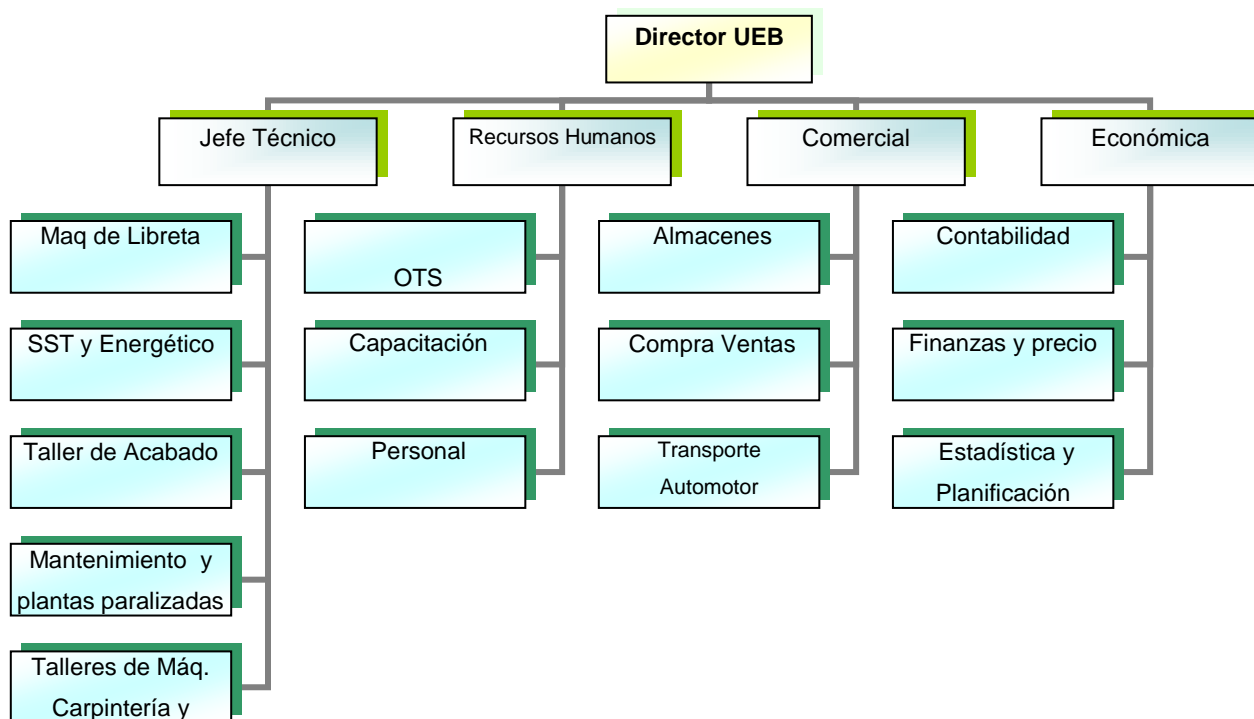 Director UEB
Jefe Técnico
Recursos Humanos
Comercial
Económica
Maq de Libreta
OTS
Almacenes
Contabilidad
SST y Energético
Capacitación
Compra Ventas
Finanzas y precio
Taller de Acabado
Personal
Transporte
Automotor
Estadística y
Planificación
Mantenimiento y
plantas paralizadas
Talleres de Máq.
Carpintería y